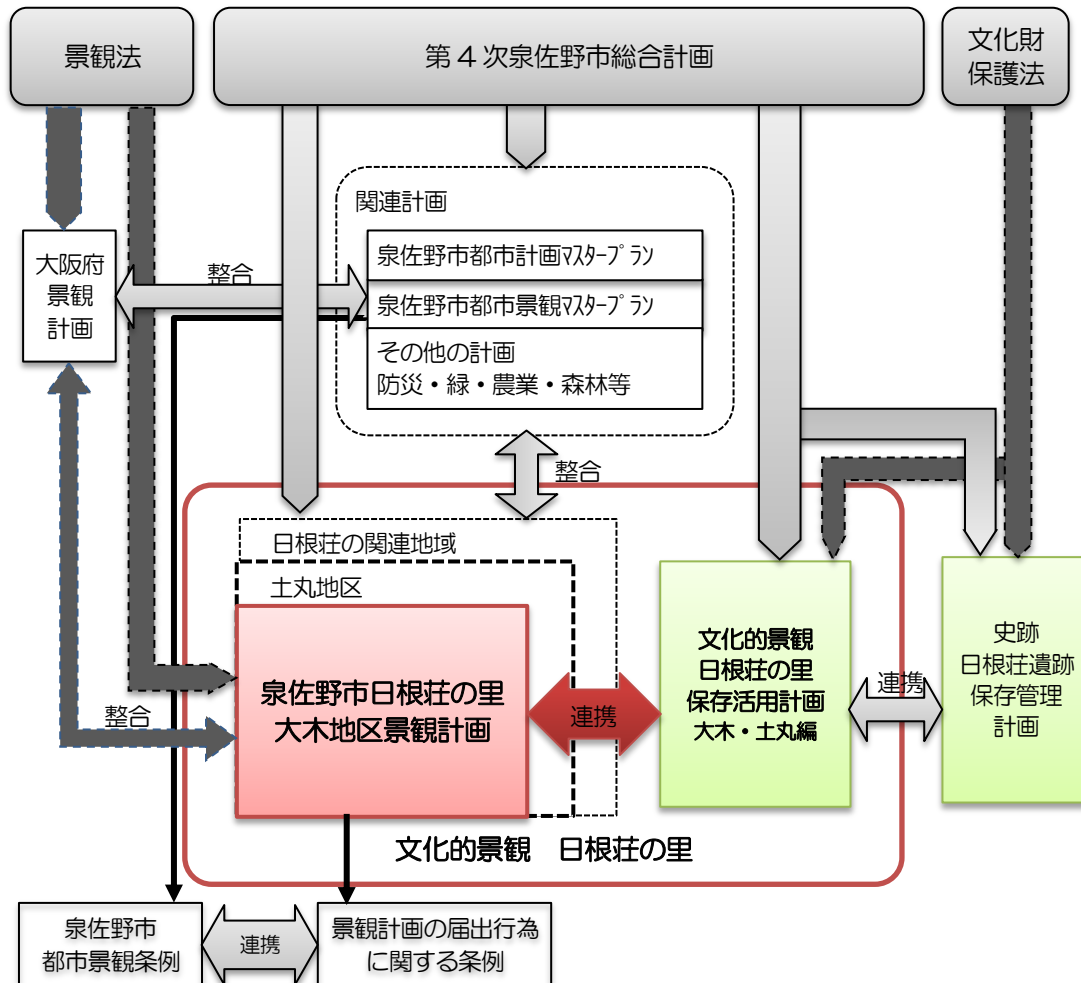 景観法
第4次泉佐野市総合計画
文化財
保護法
関連計画
泉佐野市都市計画ﾏｽﾀｰﾌﾟﾗﾝ
泉佐野市都市景観ﾏｽﾀｰﾌﾟﾗﾝ
その他の計画
防災・緑・農業・森林等
大阪府
景観
計画
整合
整合
日根荘の関連地域
土丸地区
泉佐野市日根荘の里
大木地区景観計画
連携
文化的景観
日根荘の里
保存活用計画
大木・土丸編
連携
史跡
日根荘遺跡
保存管理
計画
整合
文化的景観　日根荘の里
泉佐野市
都市景観条例
連携
景観計画の届出行為
に関する条例